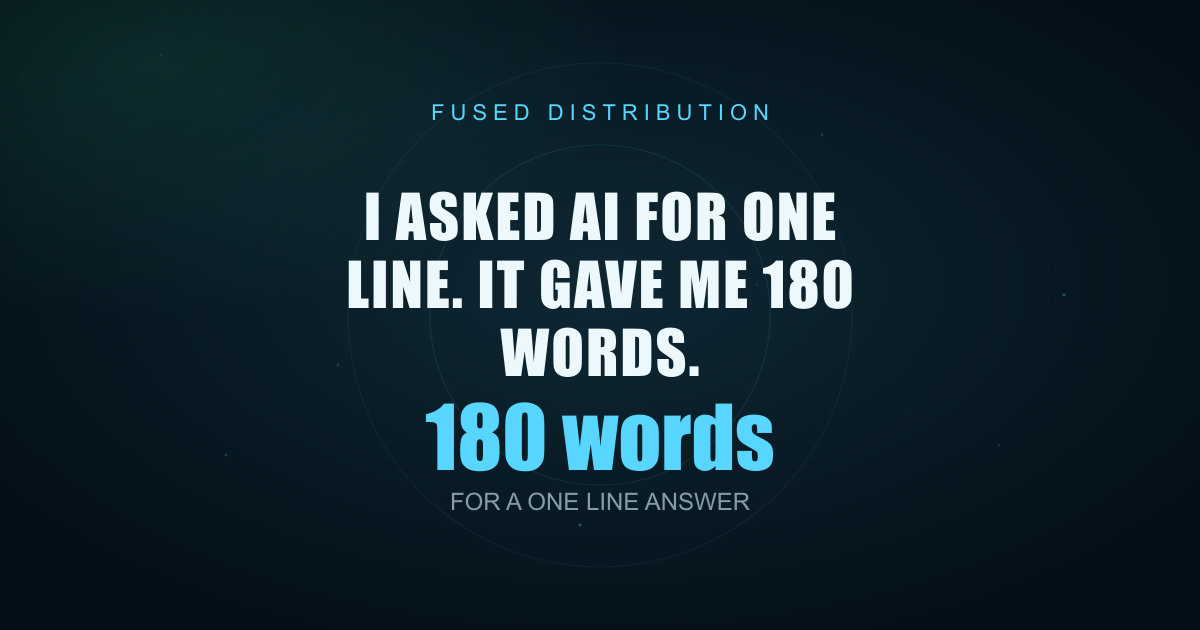 FUSED DISTRIBUTION
I ASKED AI FOR ONE
LINE. IT GAVE ME 180
WORDS.
180 words
FOR A ONE LINE ANSWER